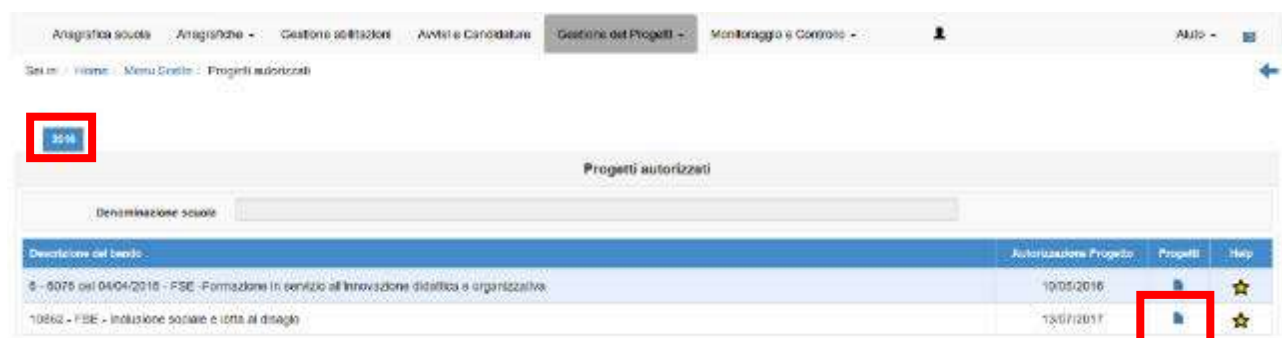 Anagrafica scuola Anagrafiche Gestione abilitazioni Avvisi e Candidature Gestione dei Progetti Monitoraggio e Controllo Aiuto
Sei in: / Home / Menu Scelte / Progetti autorizzati
2016
Progetti autorizzati
Denominazione scuola
Descrizione del bando Autorizzazione Progetto Progetti Help
6 - 6076 del 04/04/2016 - FSE -Formazione in servizio all'innovazione didattica e organizzativa 10/05/2016
10862 - FSE - Inclusione sociale e lotta al disagio 13/07/2017